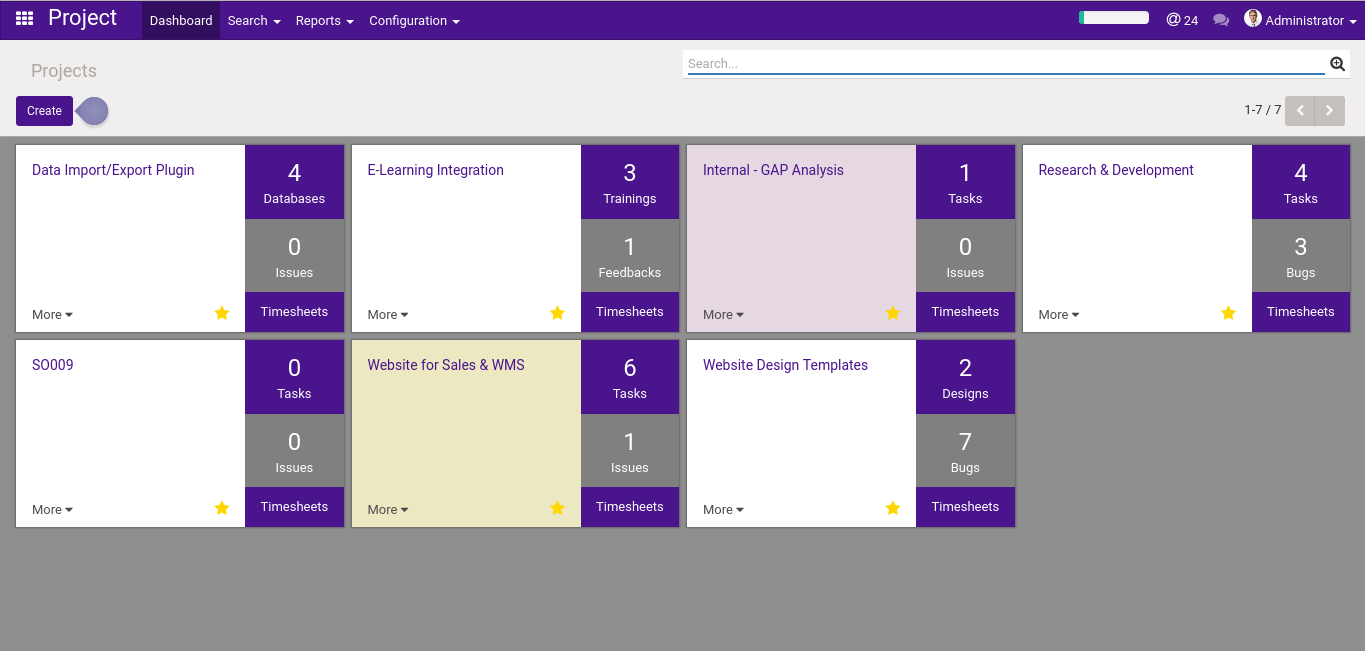 Project Dashboard Search Reports Configuration @ 24 Administrator
Projects
Search...
Create
1-7 / 7
Data Import/Export Plugin
4
Databases
0
Issues
More
Timesheets
E-Learning Integration
3
Trainings
1
Feedbacks
More
Timesheets
Internal - GAP Analysis
1
Tasks
0
Issues
More
Timesheets
Research & Development
4
Tasks
3
Bugs
More
Timesheets
SO009
0
Tasks
0
Issues
More
Timesheets
Website for Sales & WMS
6
Tasks
1
Issues
More
Timesheets
Website Design Templates
2
Designs
7
Bugs
More
Timesheets